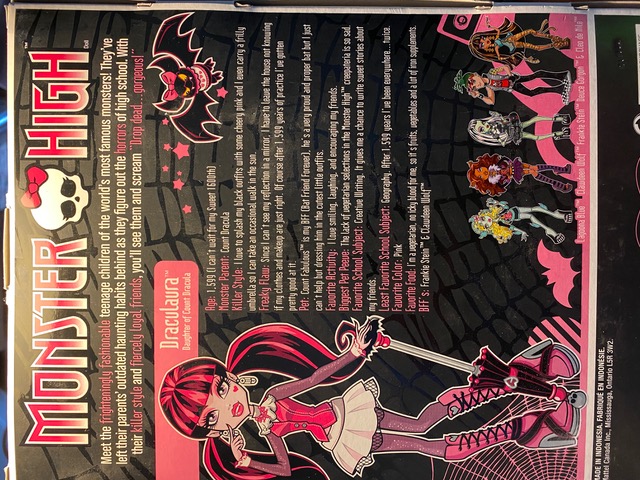 MONSTER HIGH™
Doll
Meet the frighteningly fashionable teenage children of the world's most famous monsters! They've
left their parents' outdated haunting habits behind as they figure out the horrors of high school. With
their killer style and fiercely loyal friends, you'll see them and scream "Drop dead...gorgeous!"
Draculaura™
Daughter of Count Dracula
Age: 1,599 (I can't wait for my Sweet 1600th)
Monster Parent: Count Dracula
Killer Style: I love to splash my black outfits with some cheery pink and I even carry a frilly
umbrella so I can take an occasional walk in the sun.
Freaky Flaw: Since I can't see my reflection in a mirror, I have to leave the house not knowing
if my clothes and makeup are just right. Of course after 1,599 years of practice I've gotten
pretty good at it.
Pet: Count Fabulous™ is my BFF (Bat Friend Forever), he's a very proud and proper bat but I just
can't help but dressing him in the cutest little outfits.
Favorite Activity: I love smiling, laughing, and encouraging my friends.
Biggest Pet Peeve: The lack of vegetarian selections in the Monster High™ creepateria is so sad.
Favorite School Subject: Creative Writing. It gives me a chance to write sweet stories about
my friends.
Least Favorite School Subject: Geography. After 1,599 years I've been everywhere...twice.
Favorite Color: Pink
Favorite Food: I'm a vegetarian, no icky blood for me, so it's fruits, vegetables and a lot of iron supplements.
BFF's: Frankie Stein™ & Clawdeen Wolf™
Lagoona Blue™ Clawdeen Wolf™ Frankie Stein™ Deuce Gorgon™ & Cleo de Nile™
MADE IN INDONESIA. FABRIQUÉ EN INDONÉSIE.
Mattel Canada Inc., Mississauga, Ontario L5R 3W2.